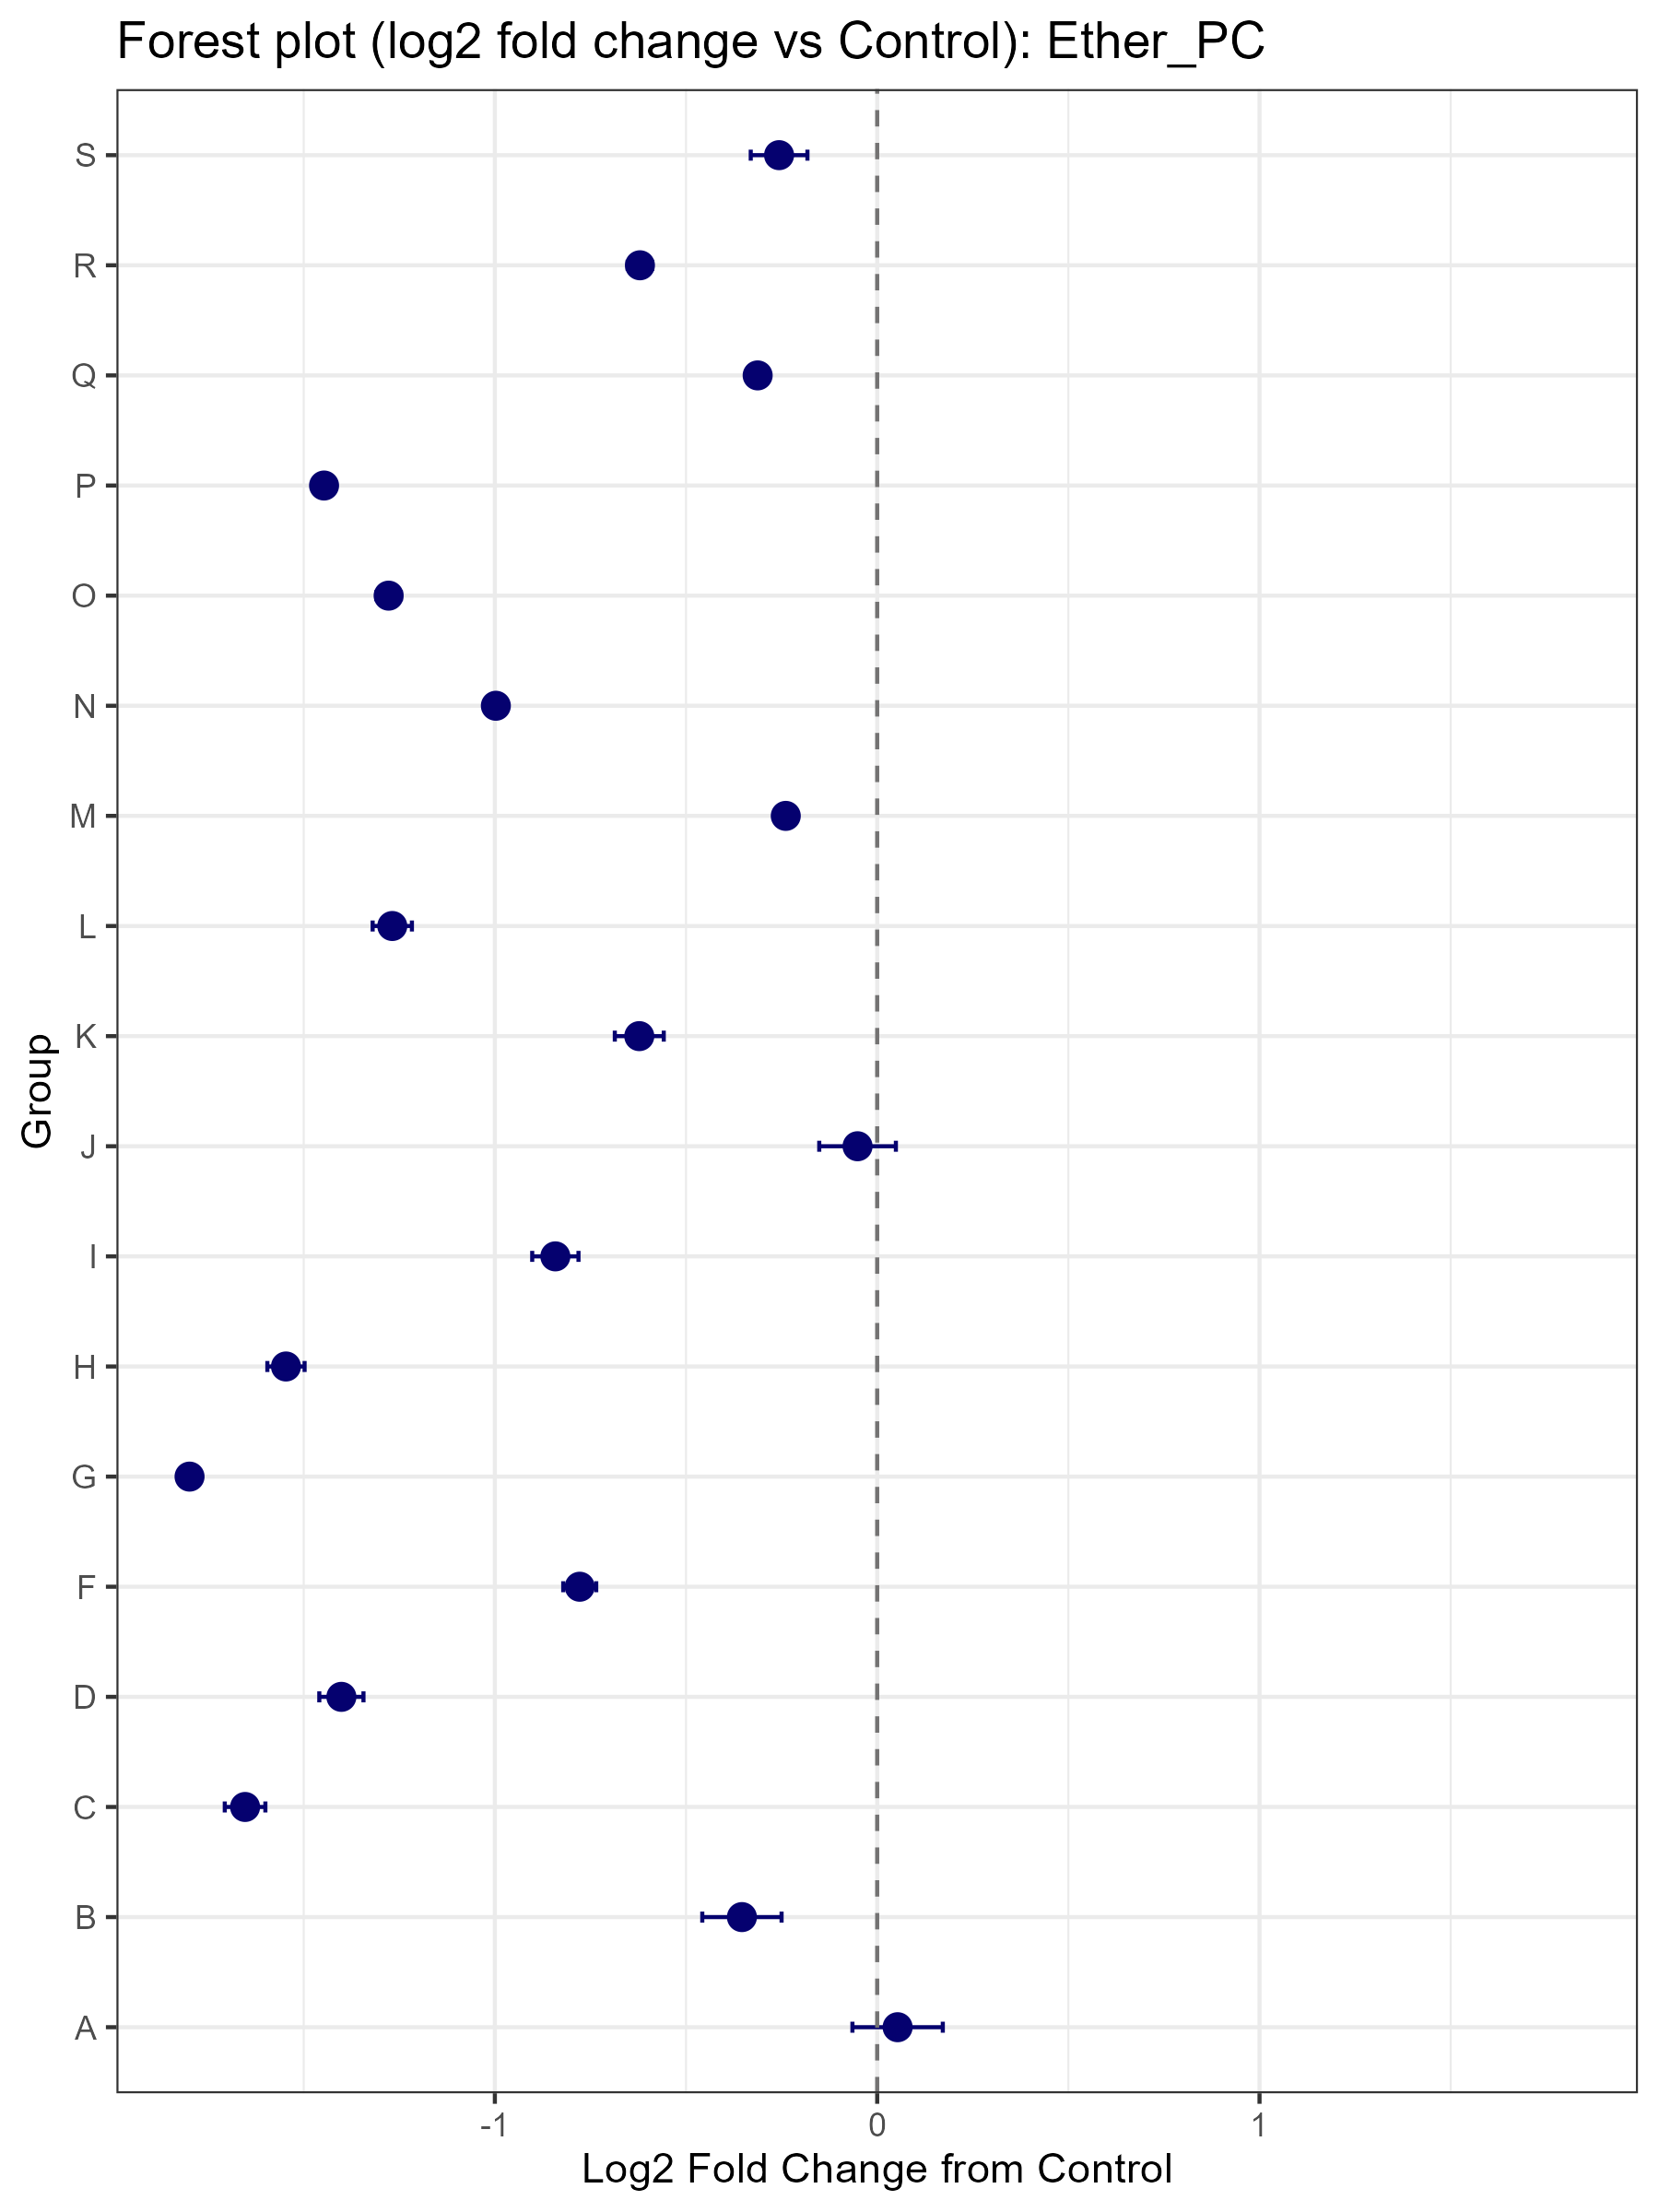 Forest plot (log2 fold change vs Control): Ether_PC
S
R
Q
P
O
N
M
L
K
J
I
H
G
F
D
C
B
A
Group
-1
0
1
Log2 Fold Change from Control